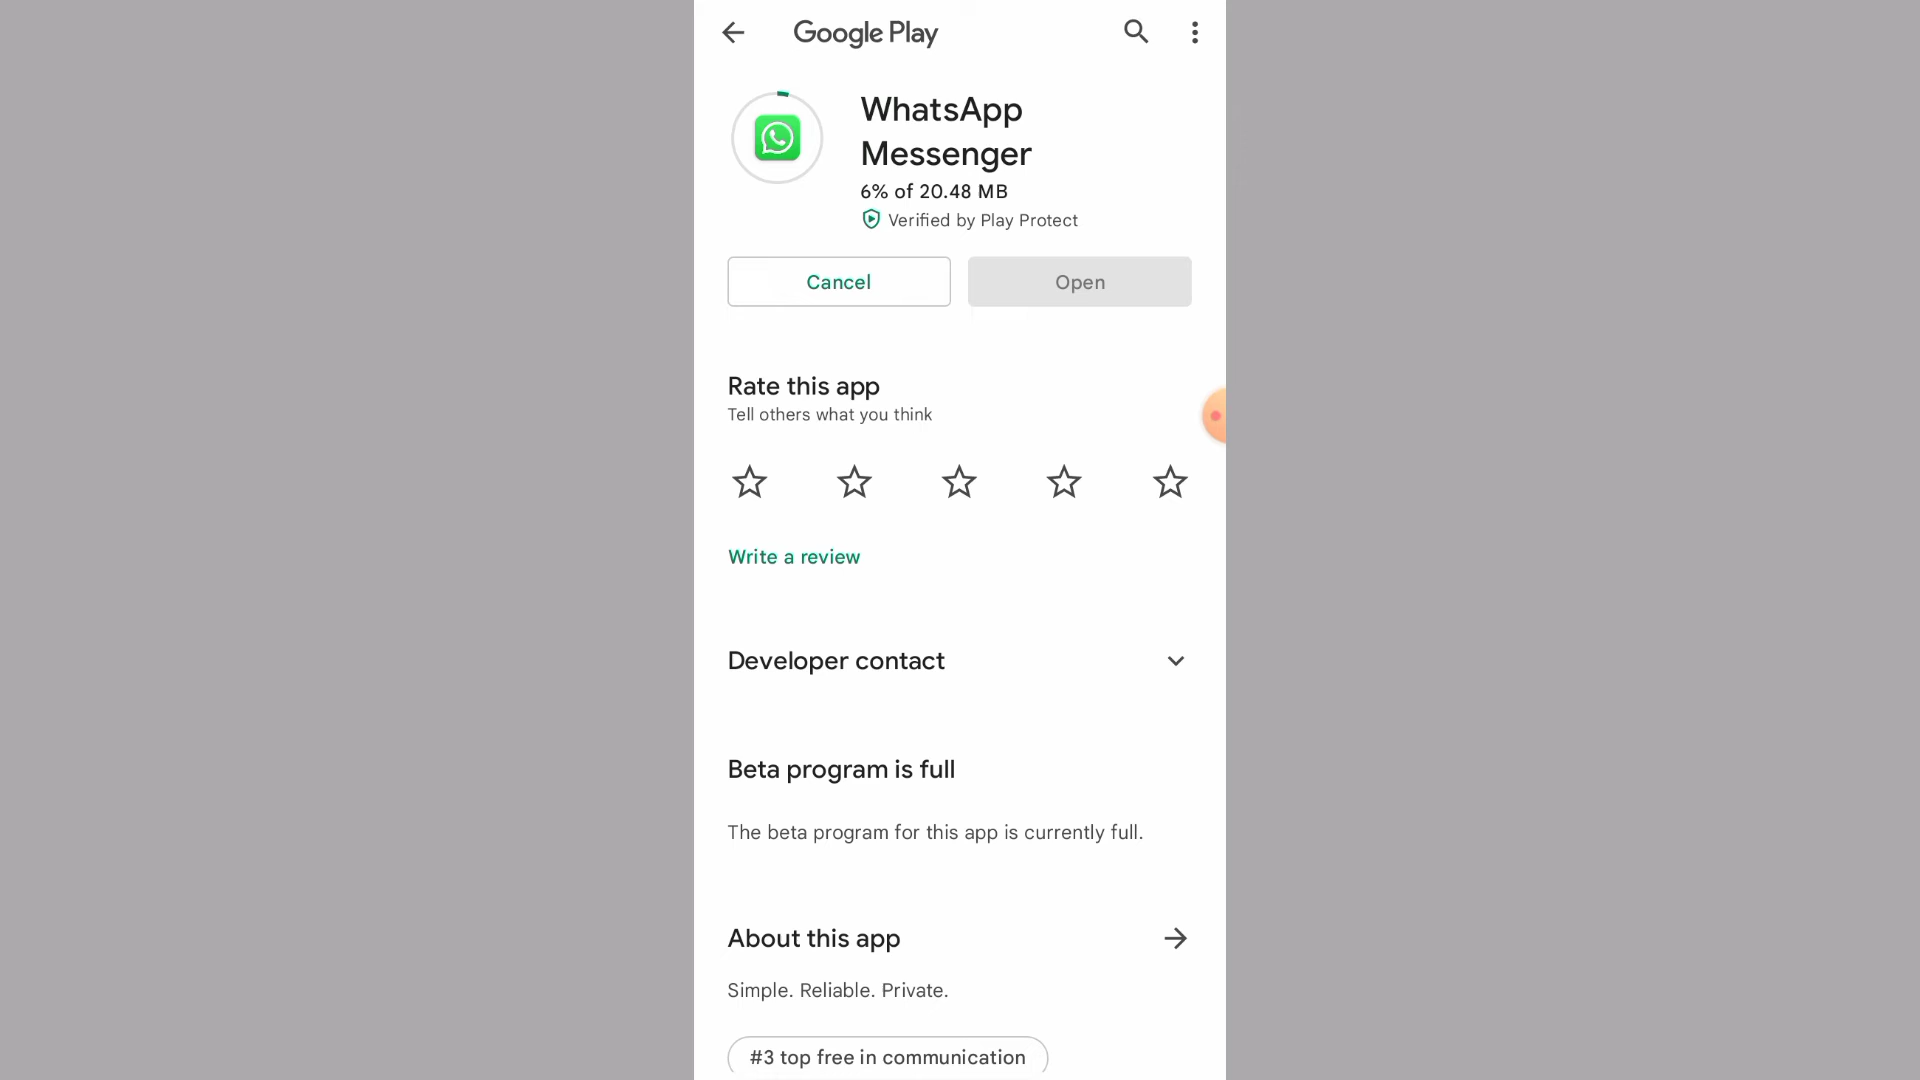 Google Play
WhatsApp
Messenger
6% of 20.48 MB
Verified by Play Protect
Cancel
Open
Rate this app
Tell others what you think
Write a review
Developer contact
Beta program is full
The beta program for this app is currently full.
About this app
Simple. Reliable. Private.
#3 top free in communication